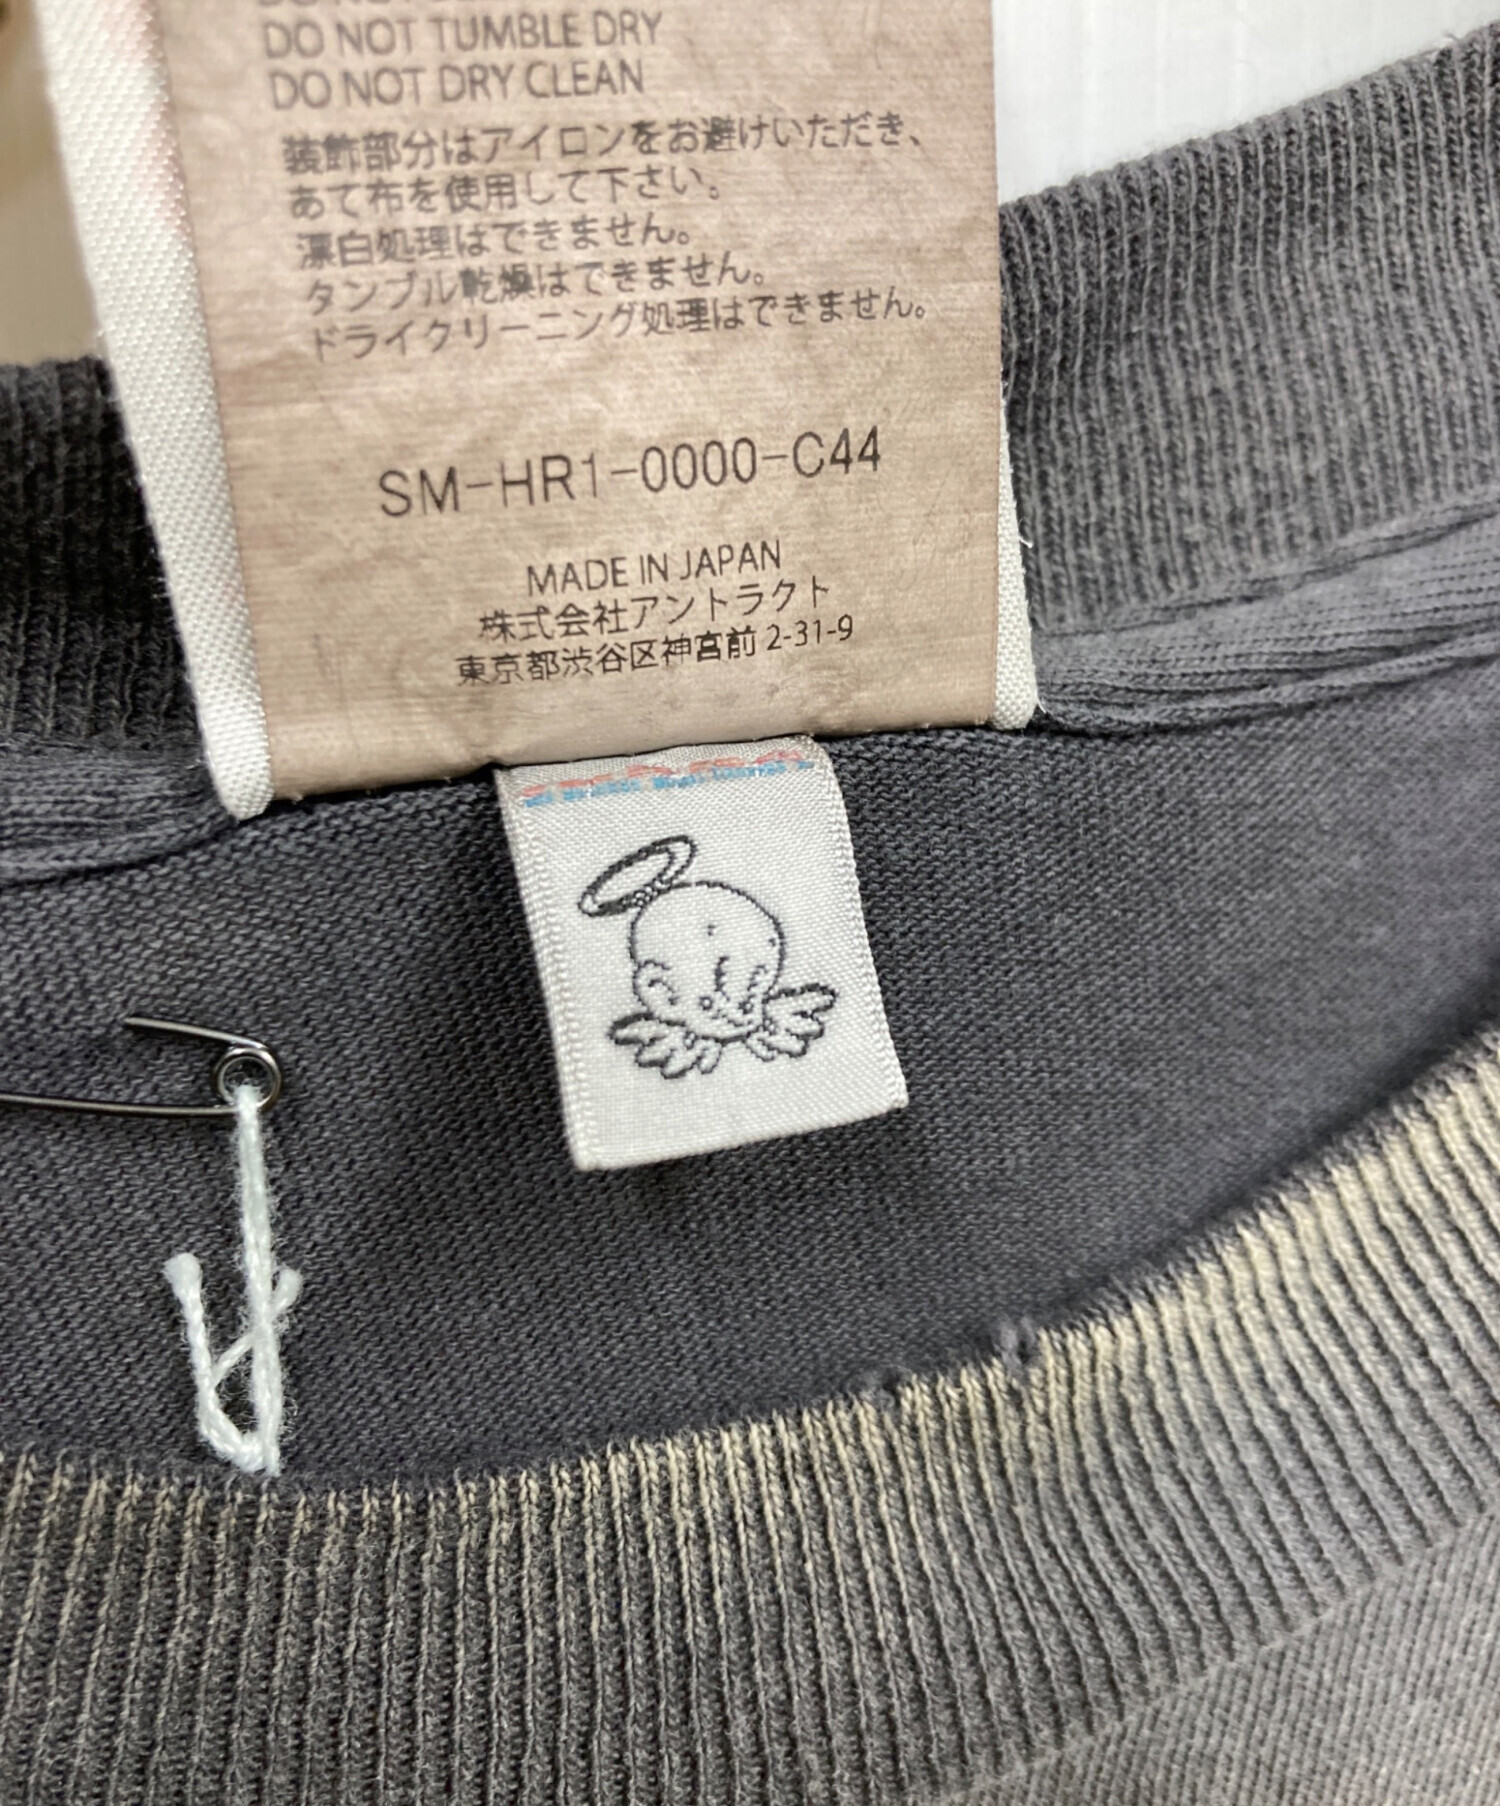 DO NOT TUMBLE DRY
DO NOT DRY CLEAN
装飾部分はアイロンをお避けいただき、
あて布を使用して下さい。
漂白処理はできません。
タンブル乾燥はできません。
ドライクリーニング処理はできません。
SM-HR1-0000-C44
MADE IN JAPAN
株式会社アントラクト
東京都渋谷区神宮前 2-31-9